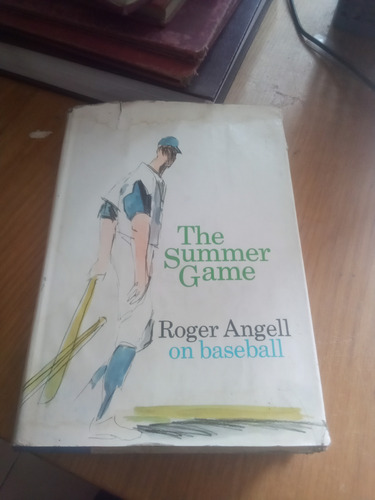 The
Summer
Game
Roger Angell
on baseball